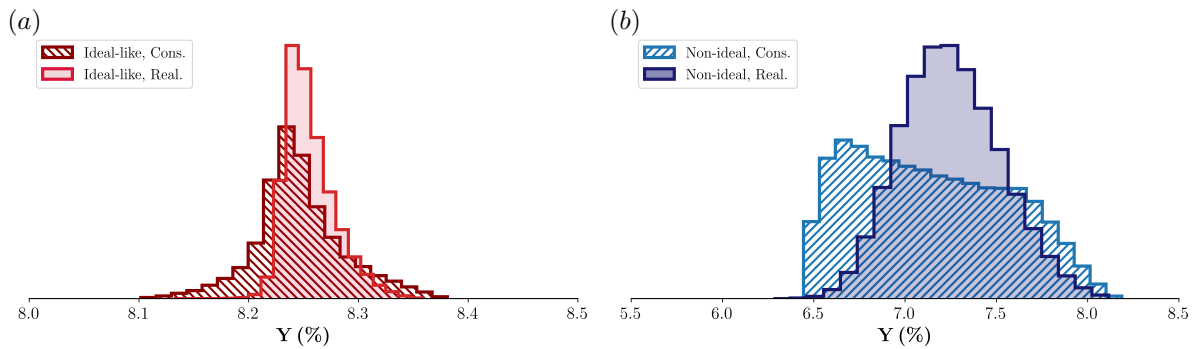 (a)
Ideal-like, Cons.
Ideal-like, Real.
8.0 8.1 8.2 8.3 8.4 8.5
Y (%)
(b)
Non-ideal, Cons.
Non-ideal, Real.
5.5 6.0 6.5 7.0 7.5 8.0 8.5
Y (%)